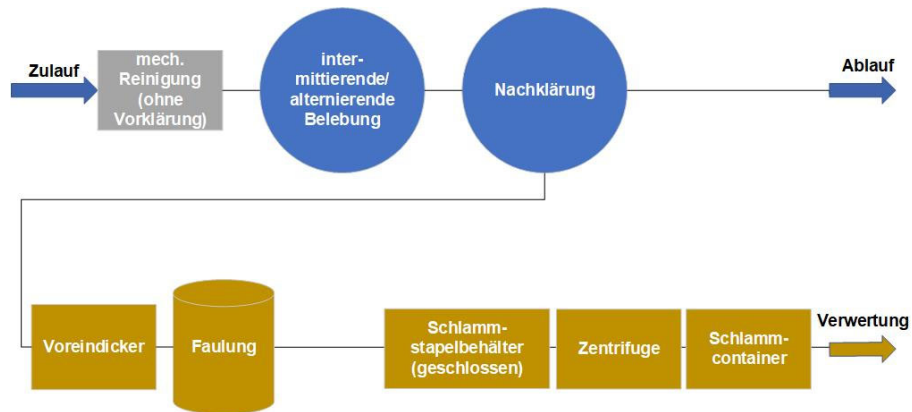 Zulauf
mech.
Reinigung
(ohne
Vorklärung)
inter-
mittierende/
alternierende
Belebung
Nachklärung
Ablauf
Voreindicker
Faulung
Schlamm-
stapelbehälter
(geschlossen)
Zentrifuge
Schlamm-
container
Verwertung